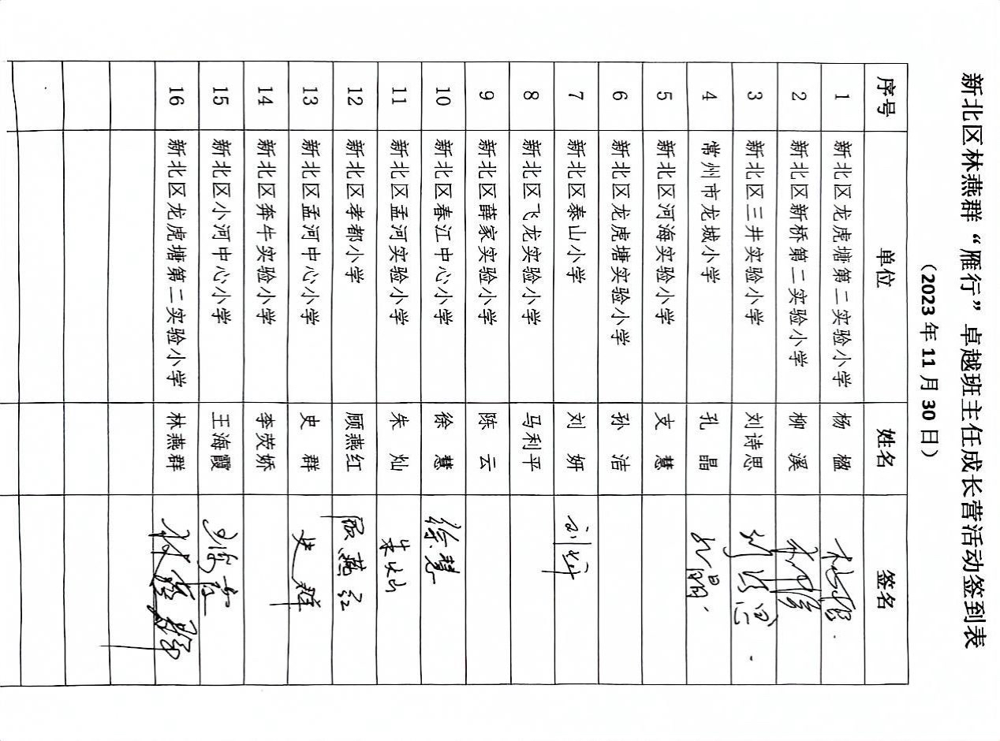 新北区林燕群“雁行”卓越班主任成长营活动签到表
（2023 年 11 月 30 日）
序号 单位 姓名 签名
1 新北区龙虎塘第二实验小学 杨 楹
2 新北区新桥第二实验小学 柳 溪
3 新北区三井实验小学 刘诗思 刘诗思
4 常州市龙城小学 孔 晶 孔晶
5 新北区河海实验小学 支 慧
6 新北区龙虎塘实验小学 孙 洁
7 新北区泰山小学 刘 妍 刘妍
8 新北区飞龙实验小学 马利平
9 新北区薛家实验小学 陈 云
10 新北区春江中心小学 徐 慧 徐慧
11 新北区孟河实验小学 朱 灿 朱灿
12 新北区孝都小学 顾燕红 顾燕红
13 新北区孟河中心小学 史 群 史群
14 新北区奔牛实验小学 李荧娇
15 新北区小河中心小学 王海霞
16 新北区龙虎塘第二实验小学 林燕群 林燕群